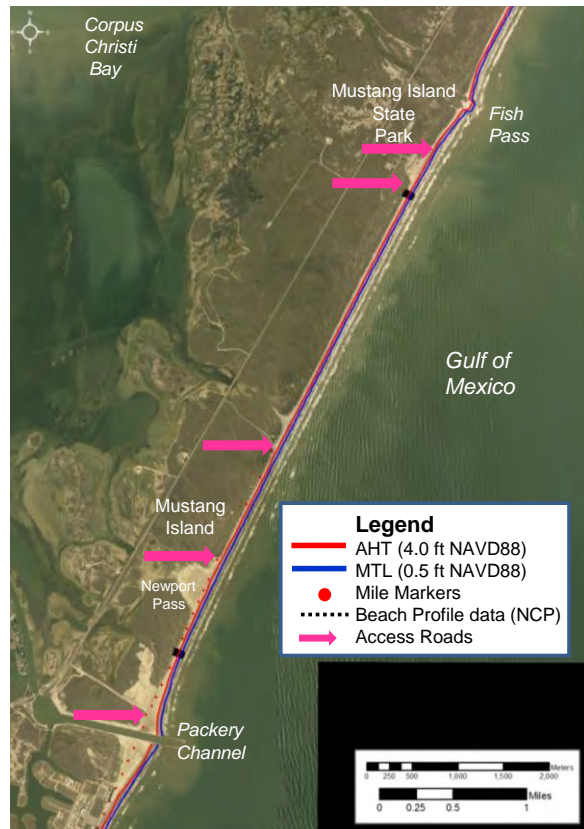 N
Corpus
Christi
Bay
Mustang Island
State
Park
Fish
Pass
Gulf of
Mexico
Mustang
Island
Newport
Pass
Packery
Channel
Legend
AHT (4.0 ft NAVD88)
MTL (0.5 ft NAVD88)
Mile Markers
Beach Profile data (NCP)
Access Roads
Meters
0 250 500 1,000 1,500 2,000
Miles
0 0.25 0.5 1